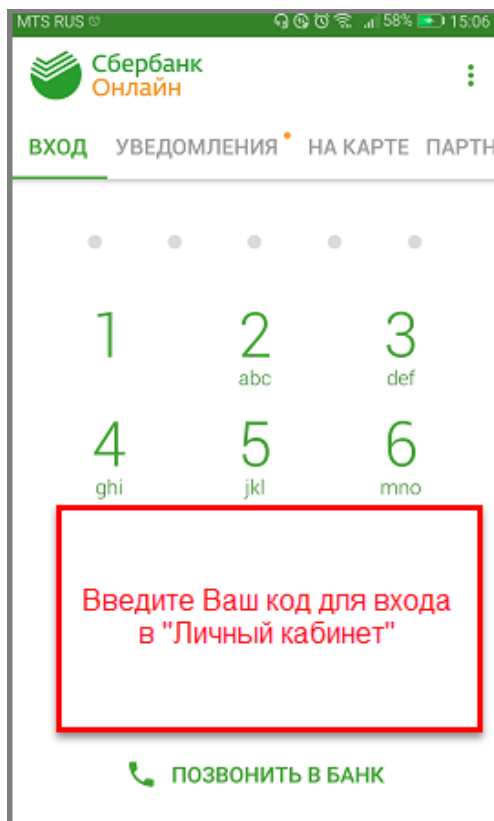 MTS RUS 58% 15:06
Сбербанк
Онлайн
ВХОД УВЕДОМЛЕНИЯ НА КАРТЕ ПАРТН
1 2 3
abc def
4 5 6
ghi jkl mno
Введите Ваш код для входа
в "Личный кабинет"
ПОЗВОНИТЬ В БАНК